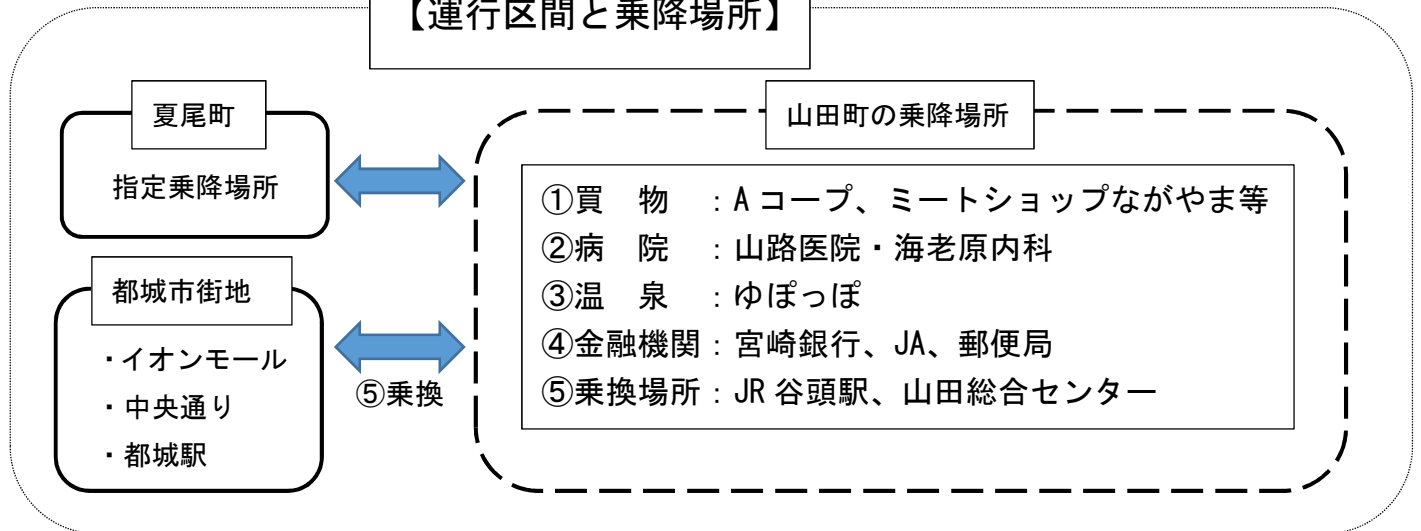 【運行区間と乗降場所】
夏尾町
指定乗降場所
都城市街地
・イオンモール
・中央通り
・都城駅
⑤乗換
山田町の乗降場所
①買　物　：Aコープ、ミートショップながやま等
②病　院　：山路医院・海老原内科
③温　泉　：ゆぽっぽ
④金融機関：宮崎銀行、JA、郵便局
⑤乗換場所：JR谷頭駅、山田総合センター